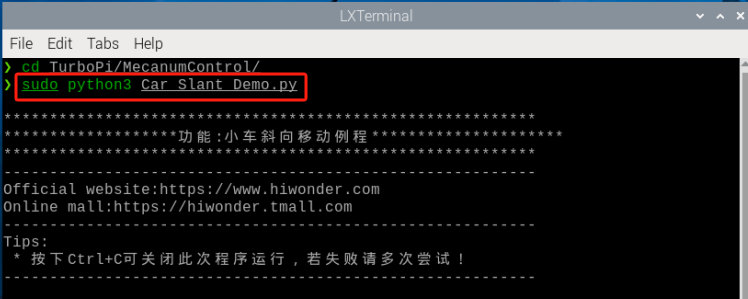 LXTerminal
File Edit Tabs Help
❯ cd TurboPi/MecanumControl/
❯ sudo python3 Car_Slant_Demo.py
**********************************************************
*******************功能:小车斜向移动例程*********************
**********************************************************
----------------------------------------------------------
Official website:https://www.hiwonder.com
Online mall:https://hiwonder.tmall.com
----------------------------------------------------------
Tips:
* 按下Ctrl+C可关闭此次程序运行，若失败请多次尝试！
----------------------------------------------------------